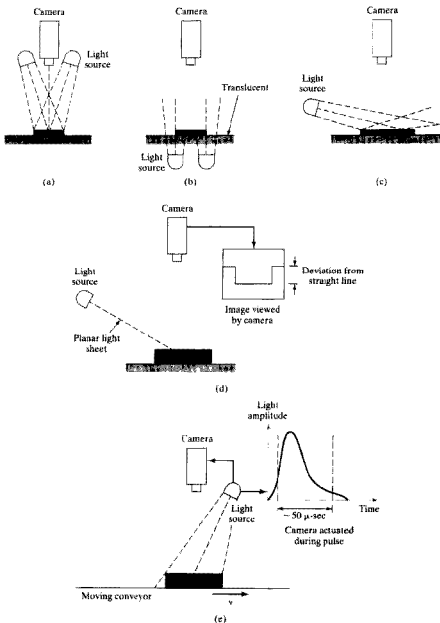 Camera
Light
source
(a)
Camera
Translucent
Light
source
(b)
Camera
Light
source
(c)
Camera
Light
source
Planar light
sheet
Deviation from
straight line
Image viewed
by camera
(d)
Light
amplitude
Camera
Light
source
~ 50 μ-sec
Time
Camera actuated
during pulse
Moving conveyor
v
(e)